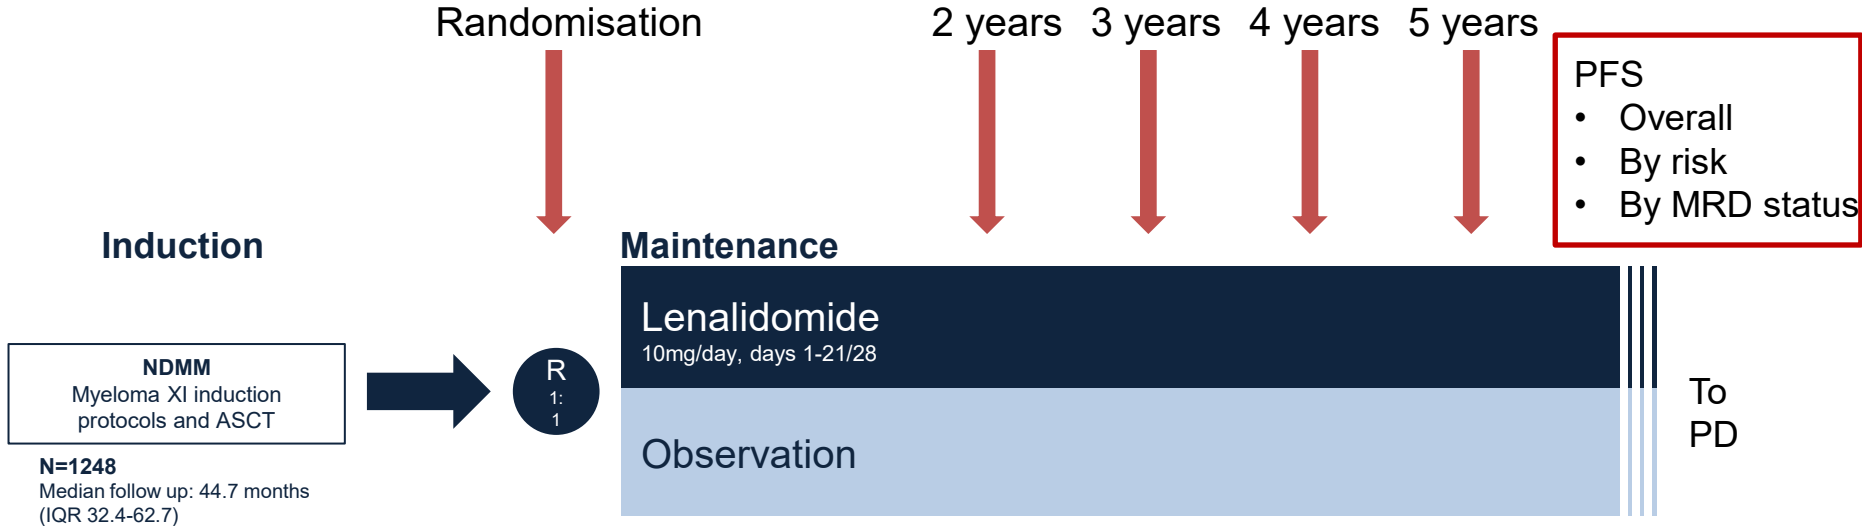 Randomisation
2 years 3 years 4 years 5 years
PFS
• Overall
• By risk
• By MRD status
Induction
Maintenance
NDMM
Myeloma XI induction
protocols and ASCT
N=1248
Median follow up: 44.7 months
(IQR 32.4-62.7)
R
1:
1
Lenalidomide
10mg/day, days 1-21/28
Observation
To
PD